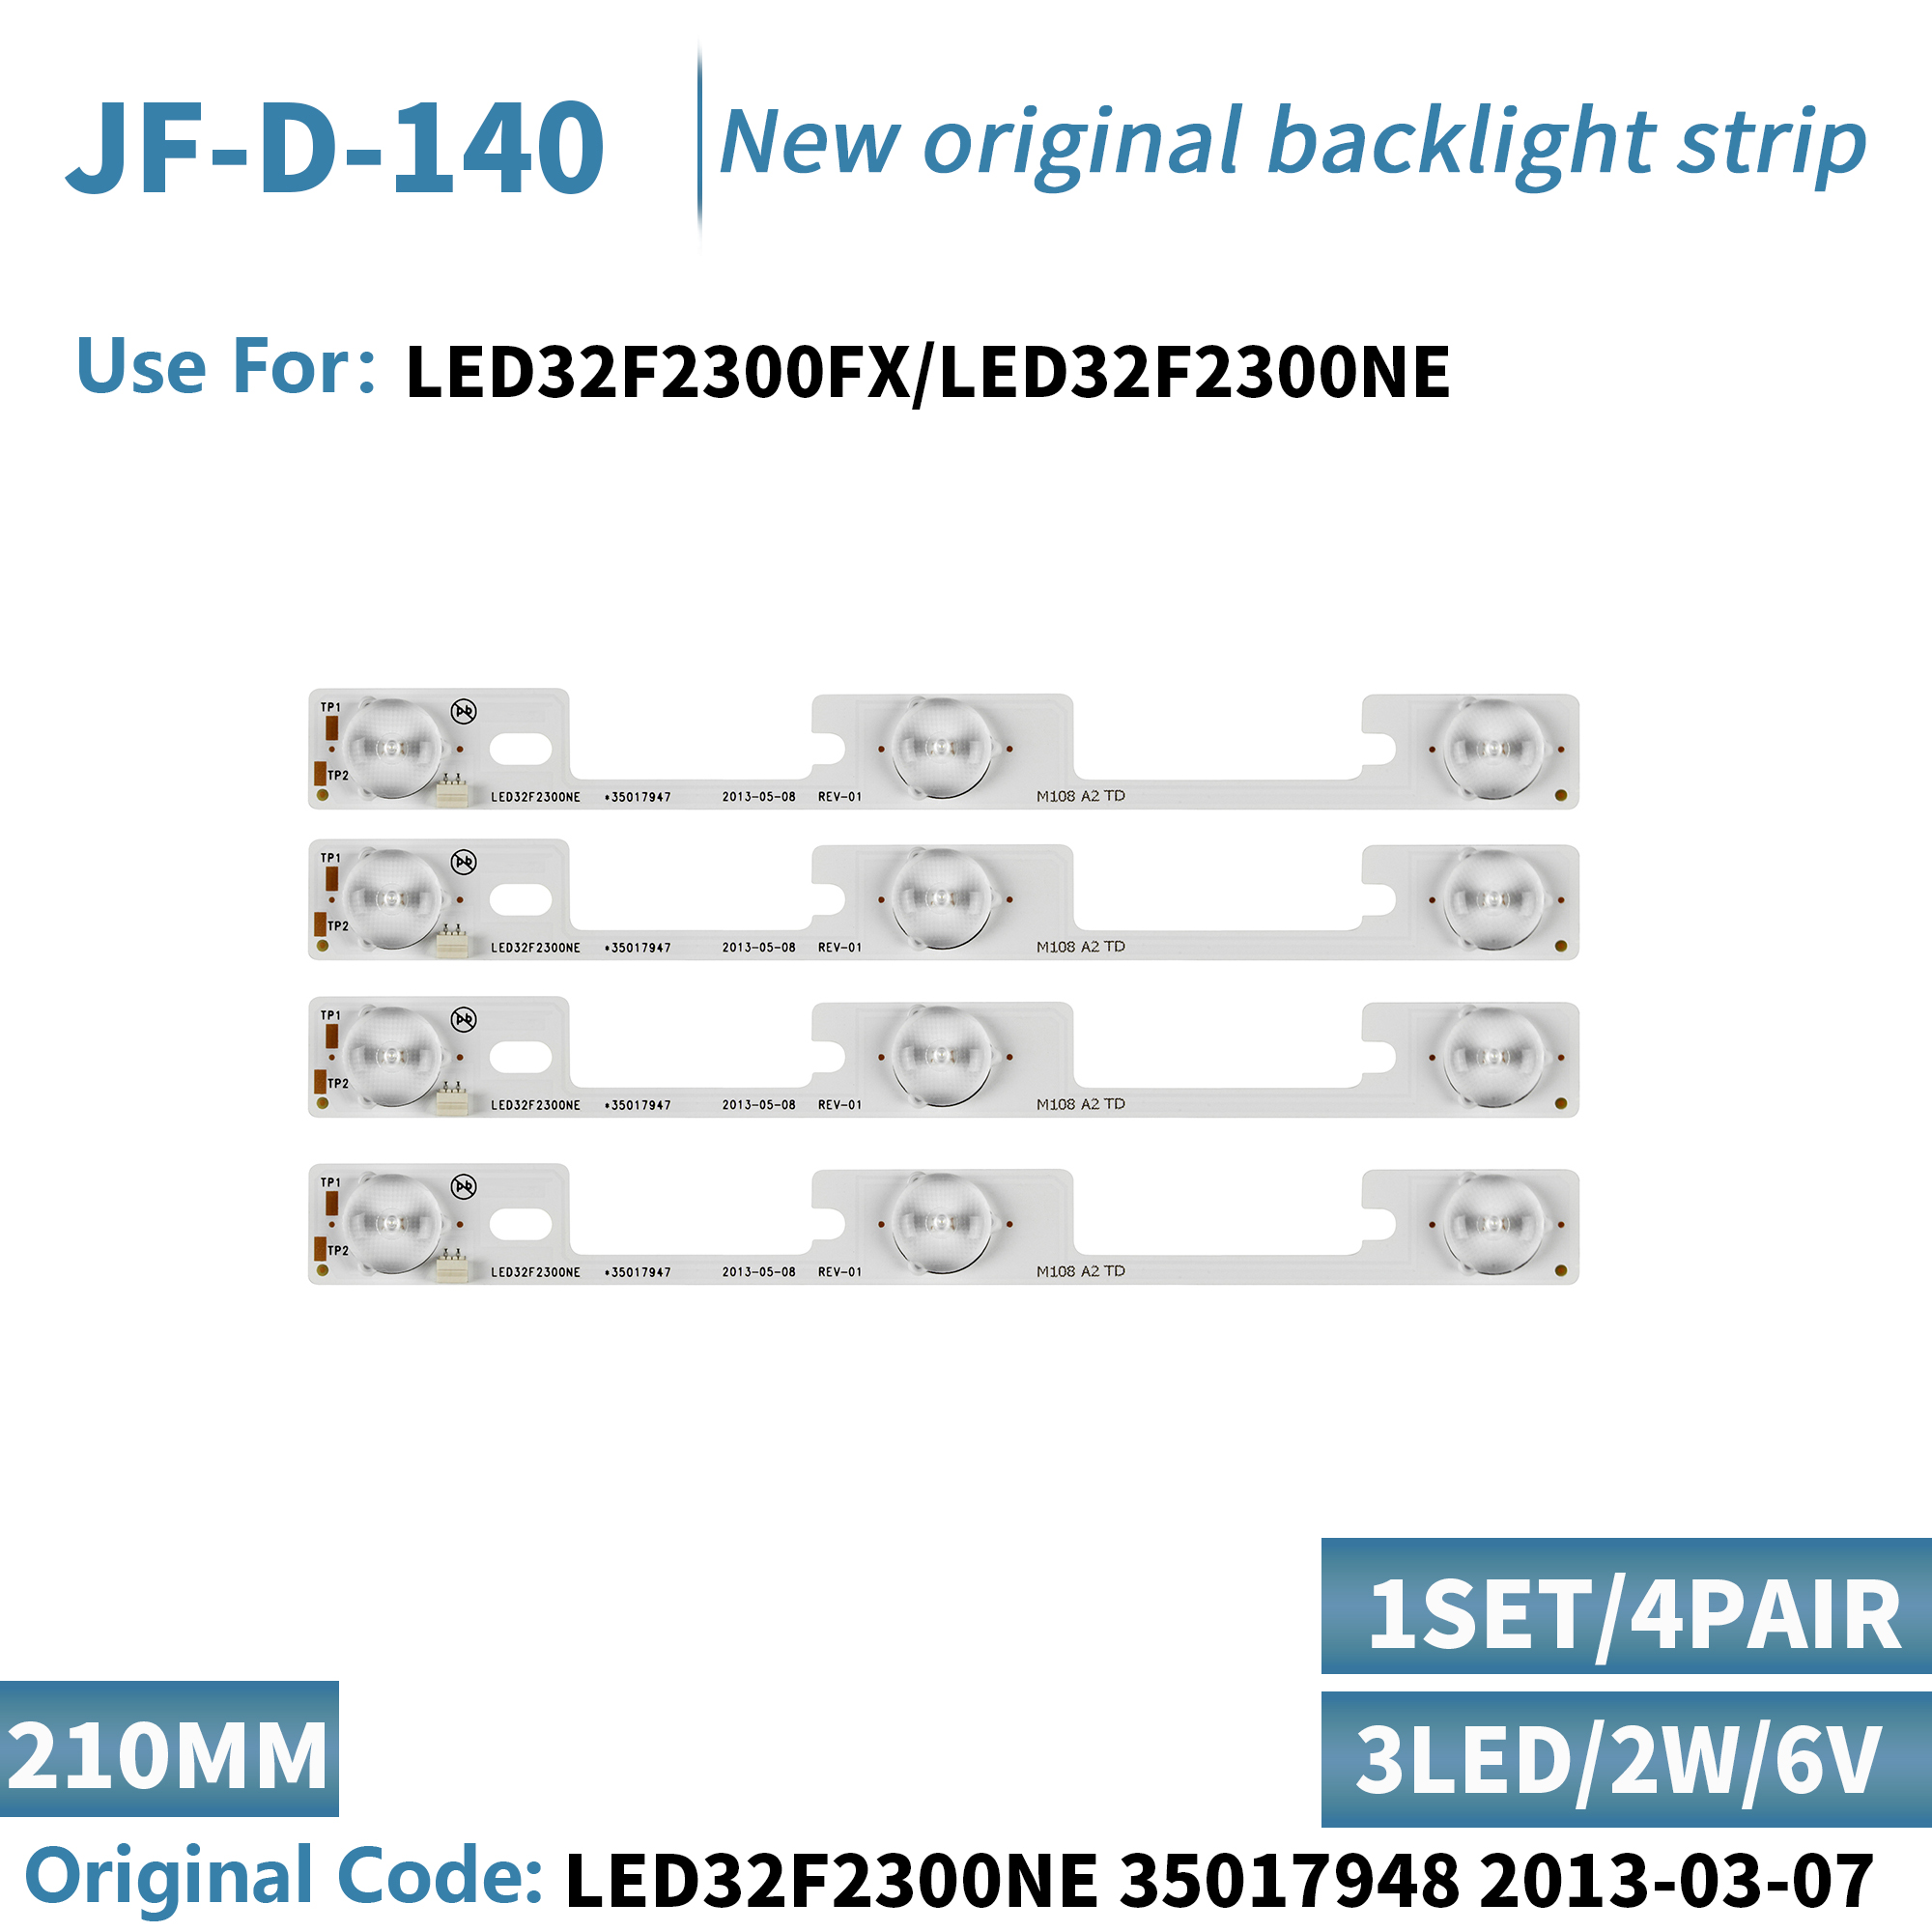 JF-D-140
New original backlight strip
Use For: LED32F2300FX/LED32F2300NE
TP1
TP2
LED32F2300NE •35017947 2013-05-08 REV-01 M108 A2 TD
TP1
TP2
LED32F2300NE •35017947 2013-05-08 REV-01 M108 A2 TD
TP1
TP2
LED32F2300NE •35017947 2013-05-08 REV-01 M108 A2 TD
TP1
TP2
LED32F2300NE •35017947 2013-05-08 REV-01 M108 A2 TD
1SET/4PAIR
210MM
3LED/2W/6V
Original Code: LED32F2300NE 35017948 2013-03-07